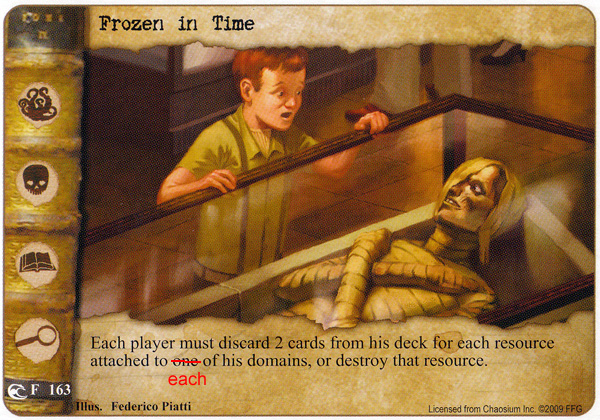 Frozen in Time
Each player must discard 2 cards from his deck for each resource
attached to one of his domains, or destroy that resource.
each
F 163
Illus. Federico Piatti
Licensed from Chaosium Inc. ©2009 FFG